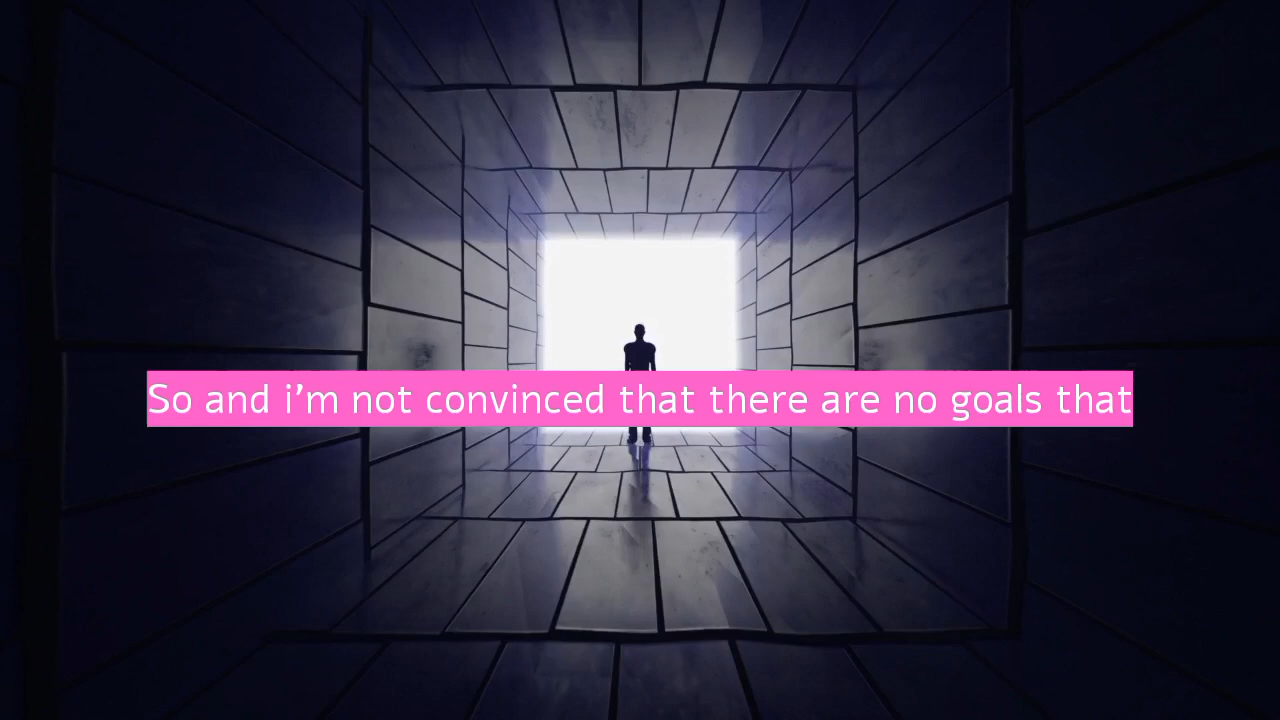 So and i’m not convinced that there are no goals that